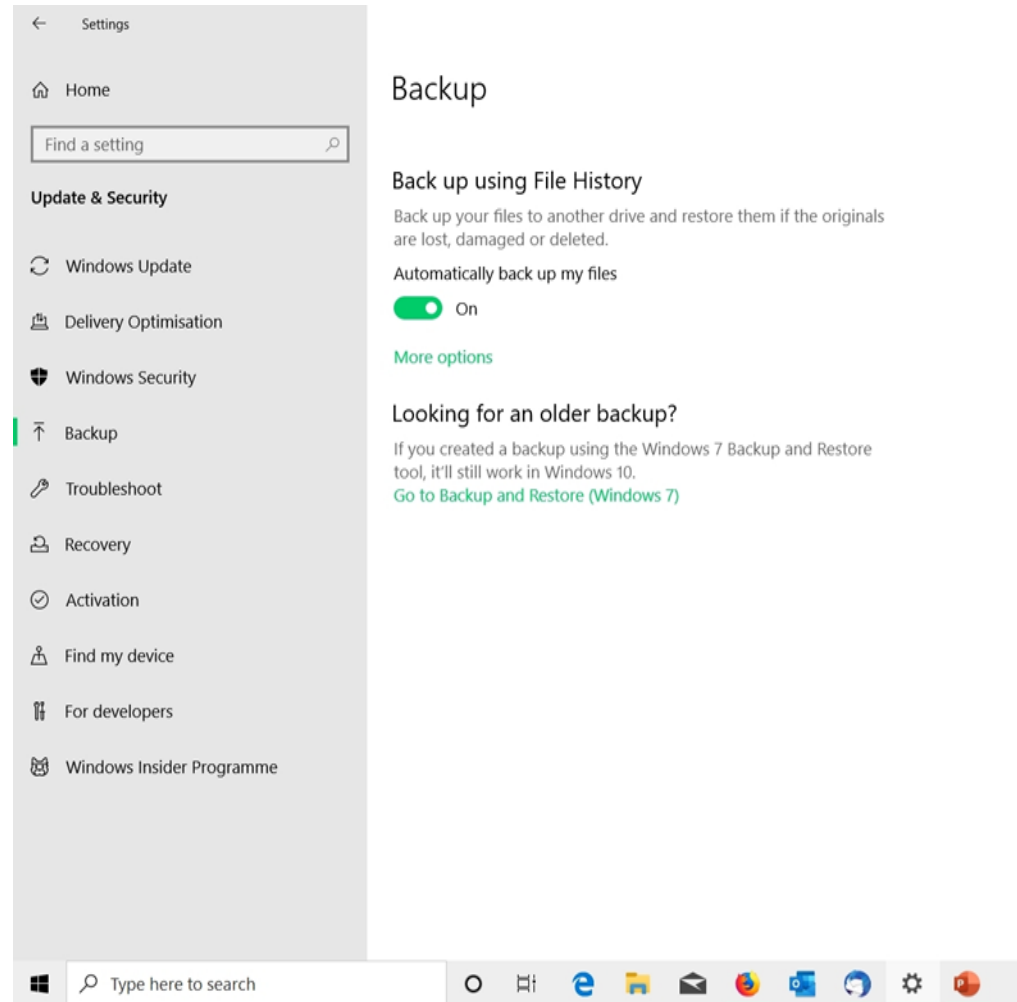 Settings
Home
Find a setting
Update & Security
Windows Update
Delivery Optimisation
Windows Security
Backup
Troubleshoot
Recovery
Activation
Find my device
For developers
Windows Insider Programme
Backup
Back up using File History
Back up your files to another drive and restore them if the originals
are lost, damaged or deleted.
Automatically back up my files
On
More options
Looking for an older backup?
If you created a backup using the Windows 7 Backup and Restore
tool, it'll still work in Windows 10.
Go to Backup and Restore (Windows 7)
Type here to search